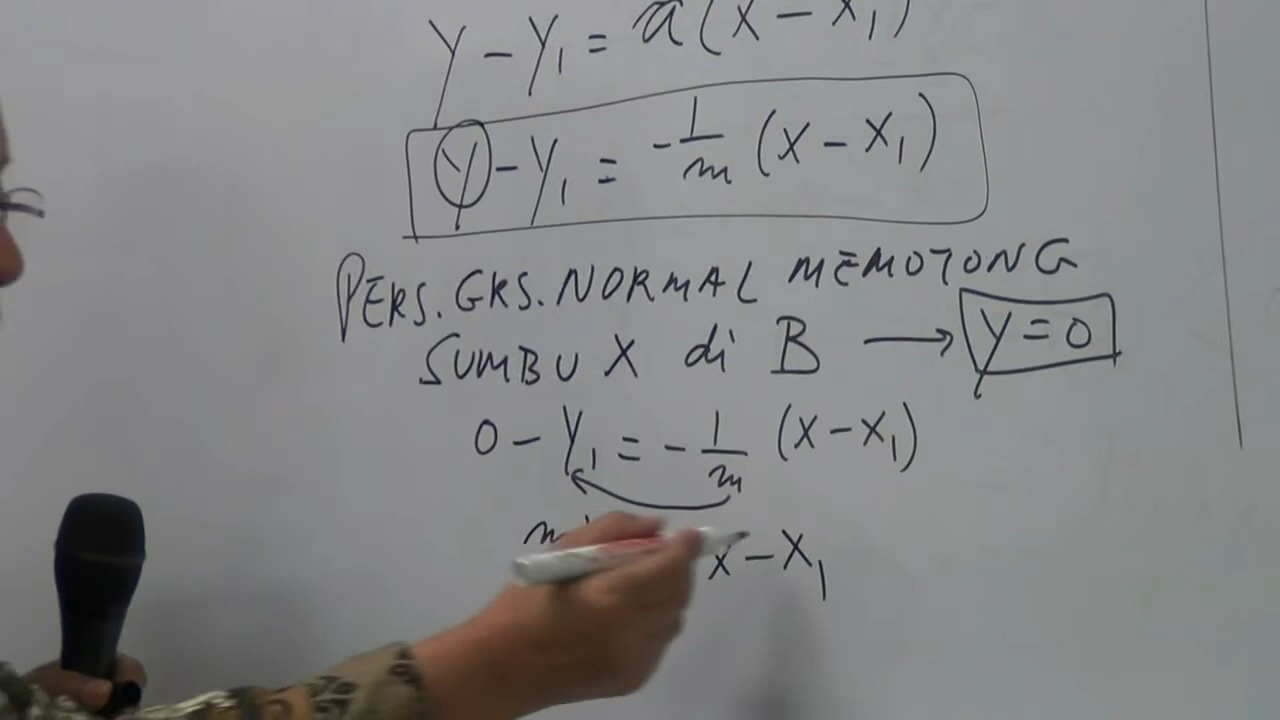 y - y₁ = a(x - x₁)
y - y₁ = -1/m (x - x₁)
PERS. GRS. NORMAL MEMOTONG
SUMBU X di B → y = 0
0 - y₁ = -1/m (x - x₁)
x - x₁